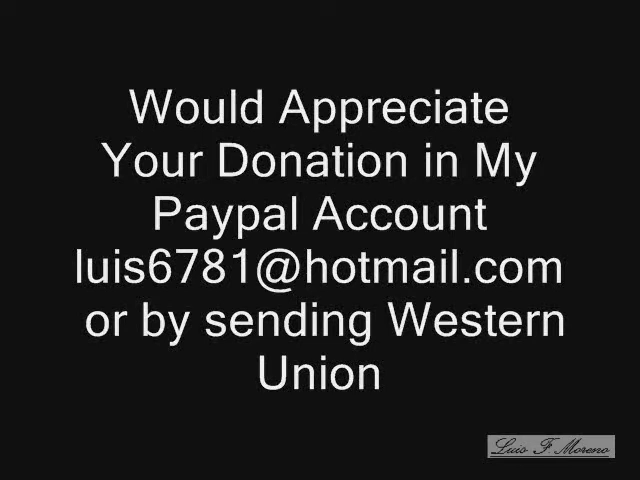 Would Appreciate
Your Donation in My
Paypal Account
luis6781@hotmail.com
or by sending Western
Union
Luis F. Moreno